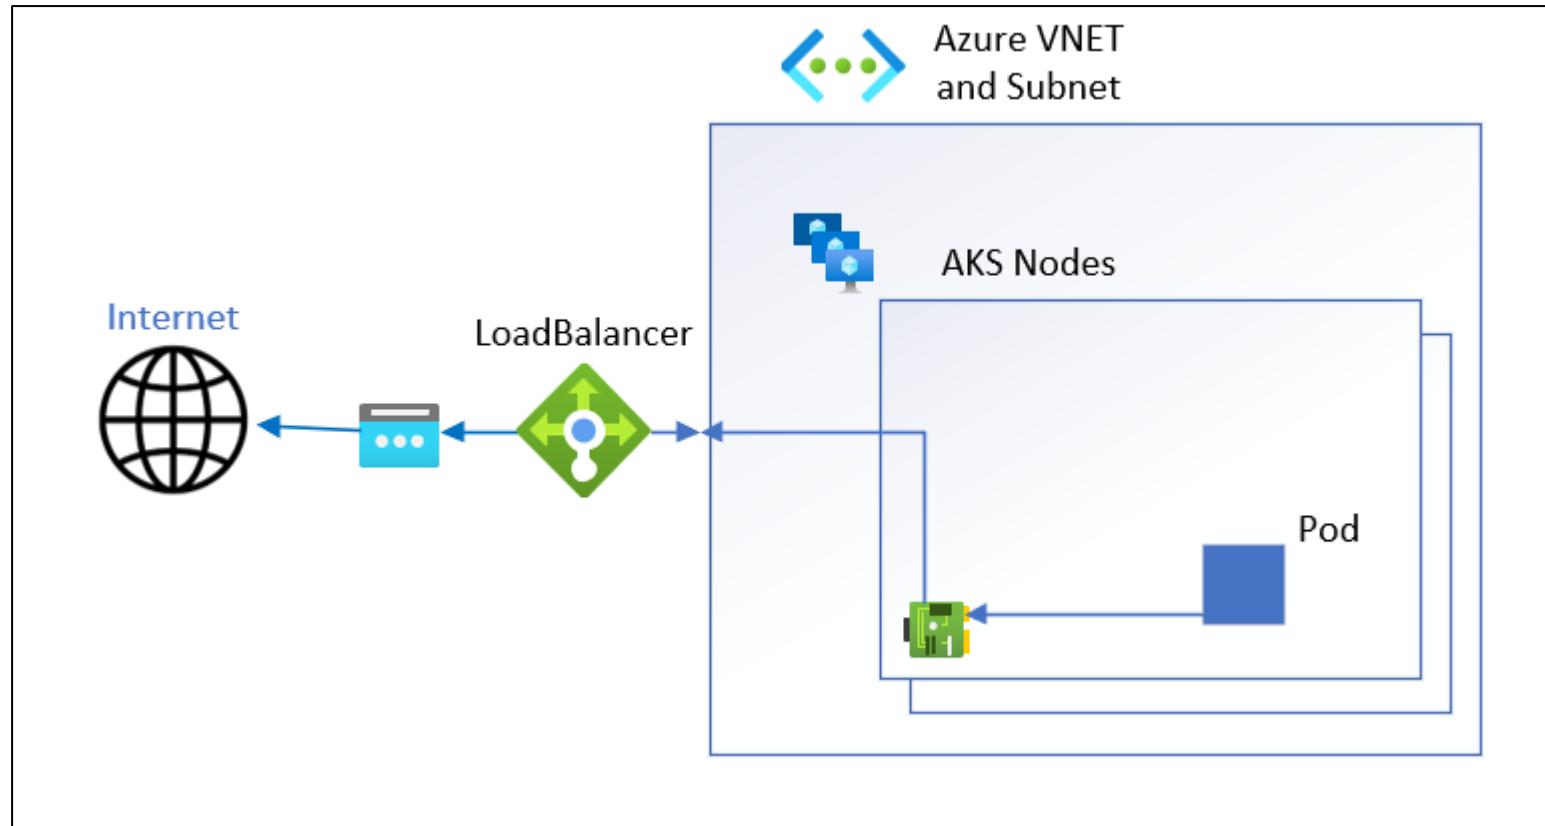 Azure VNET
and Subnet
AKS Nodes
Internet
LoadBalancer
Pod